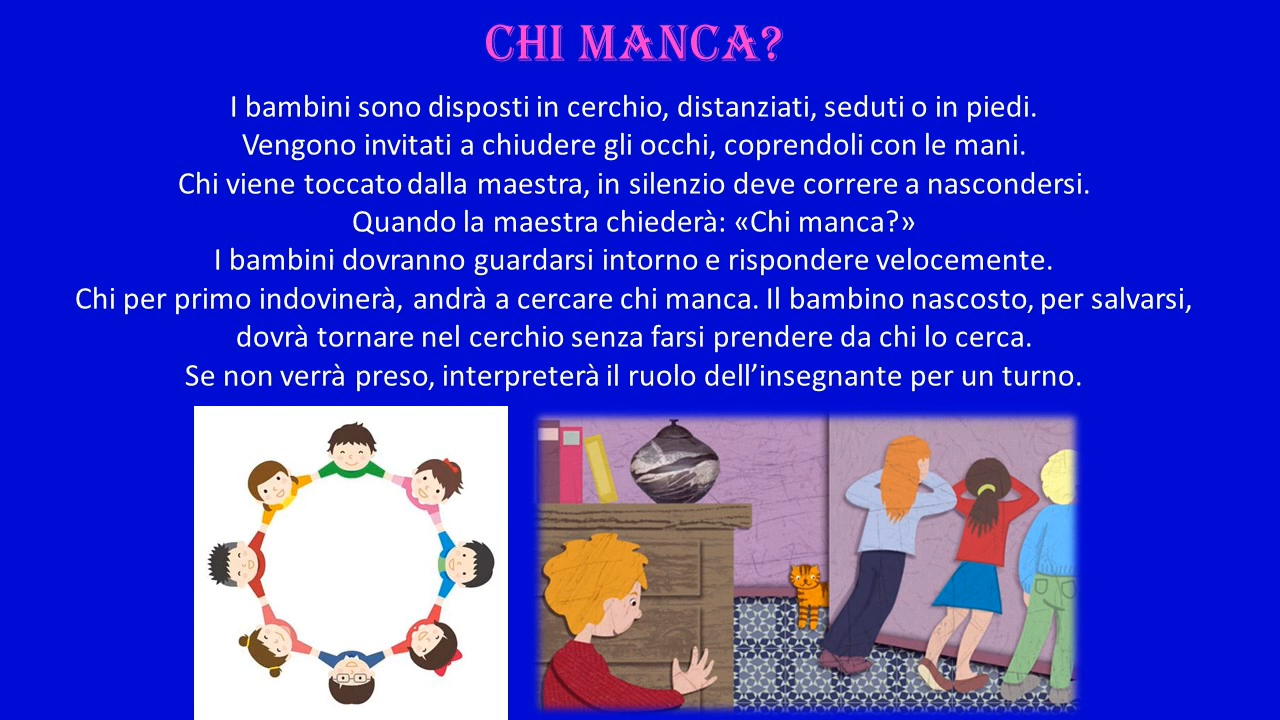 CHI MANCA?
I bambini sono disposti in cerchio, distanziati, seduti o in piedi.
Vengono invitati a chiudere gli occhi, coprendoli con le mani.
Chi viene toccato dalla maestra, in silenzio deve correre a nascondersi.
Quando la maestra chiederà: «Chi manca?»
I bambini dovranno guardarsi intorno e rispondere velocemente.
Chi per primo indovinerà, andrà a cercare chi manca. Il bambino nascosto, per salvarsi,
dovrà tornare nel cerchio senza farsi prendere da chi lo cerca.
Se non verrà preso, interpreterà il ruolo dell’insegnante per un turno.